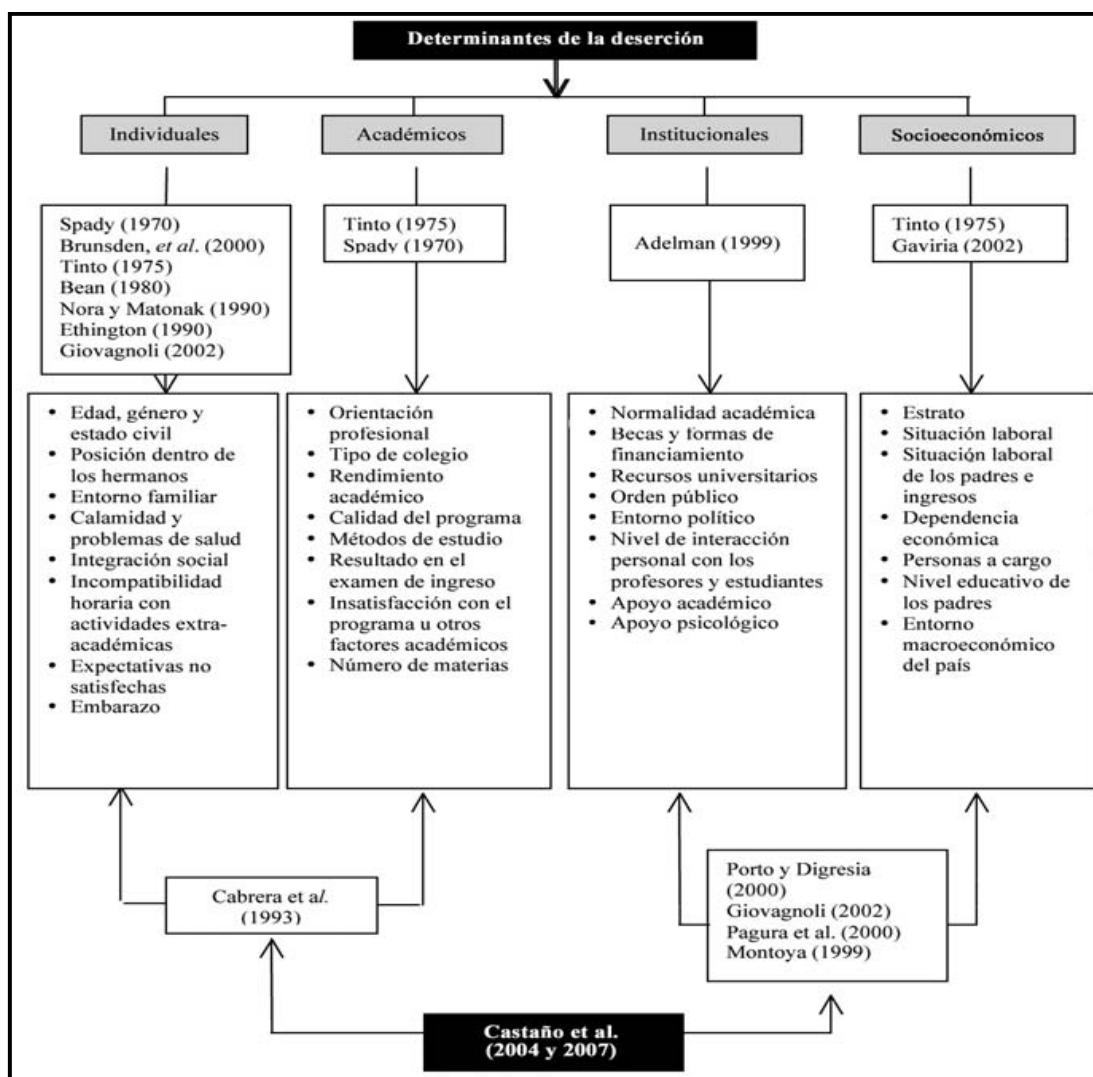 Determinantes de la deserción
Individuales
Académicos
Institucionales
Socioeconómicos
Spady (1970)
Brunsden, et al. (2000)
Tinto (1975)
Bean (1980)
Nora y Matonak (1990)
Ethington (1990)
Giovagnoli (2002)
Tinto (1975)
Spady (1970)
Adelman (1999)
Tinto (1975)
Gaviria (2002)
• Edad, género y
estado civil
• Posición dentro de
los hermanos
• Entorno familiar
• Calamidad y
problemas de salud
• Integración social
• Incompatibilidad
horaria con
actividades extra-
académicas
• Expectativas no
satisfechas
• Embarazo
• Orientación
profesional
• Tipo de colegio
• Rendimiento
académico
• Calidad del programa
• Métodos de estudio
• Resultado en el
examen de ingreso
• Insatisfacción con el
programa u otros
factores académicos
• Número de materias
• Normalidad académica
• Becas y formas de
financiamiento
• Recursos universitarios
• Orden público
• Entorno político
• Nivel de interacción
personal con los
profesores y estudiantes
• Apoyo académico
• Apoyo psicológico
• Estrato
• Situación laboral
• Situación laboral
de los padres e
ingresos
• Dependencia
económica
• Personas a cargo
• Nivel educativo de
los padres
• Entorno
macroeconómico
del país
Cabrera et al.
(1993)
Porto y Digresia
(2000)
Giovagnoli (2002)
Pagura et al. (2000)
Montoya (1999)
Castaño et al.
(2004 y 2007)